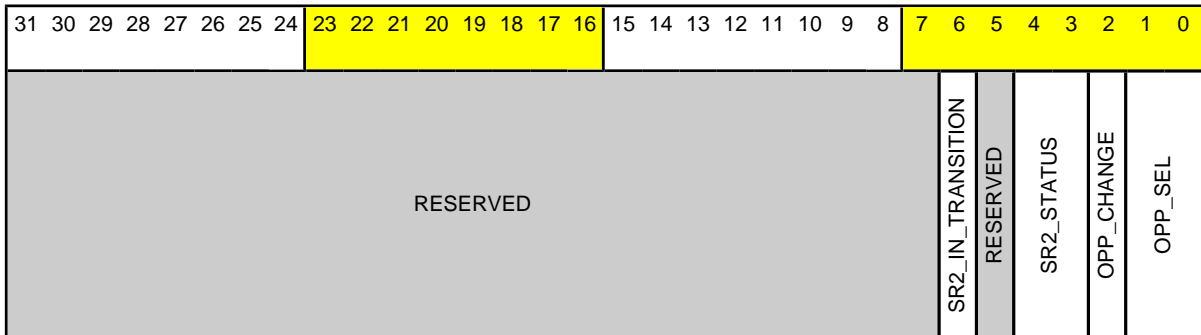 31 30 29 28 27 26 25 24 23 22 21 20 19 18 17 16 15 14 13 12 11 10 9 8 7 6 5 4 3 2 1 0
RESERVED
SR2_IN_TRANSITION
RESERVED
SR2_STATUS
OPP_CHANGE
OPP_SEL